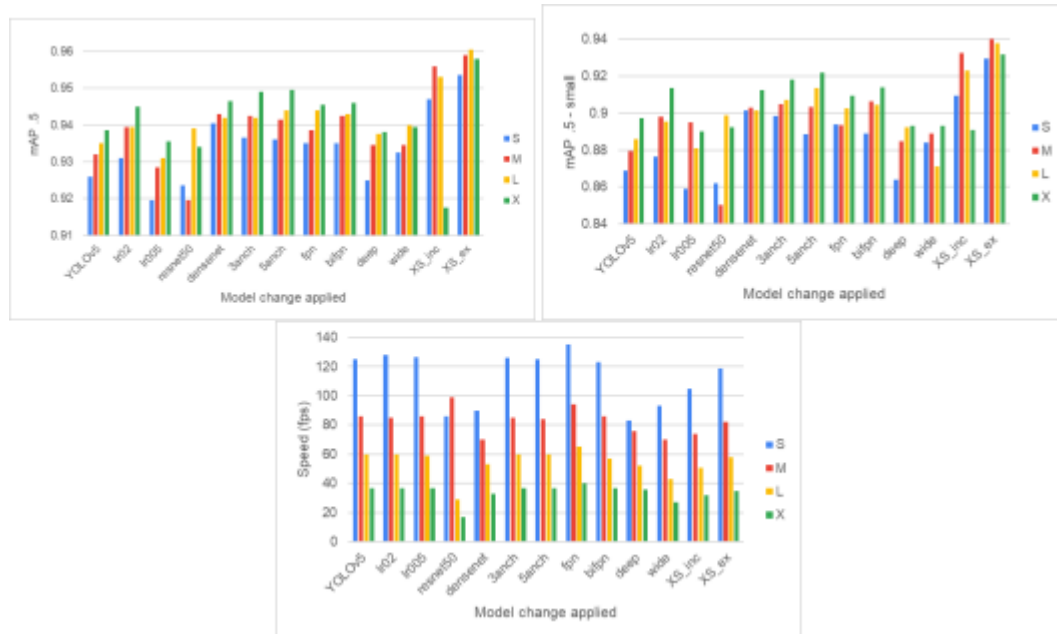 0.96
0.95
0.94
0.93
0.92
0.91
mAP .5
YOLOv5
lr02
lr005
resnet50
densenet
3anch
5anch
fpn
bifpn
deep
wide
XS_inc
XS_ex
Model change applied
S
M
L
X
0.94
0.92
0.9
0.88
0.86
0.84
mAP .5 - small
YOLOv5
lr02
lr005
resnet50
densenet
3anch
5anch
fpn
bifpn
deep
wide
XS_inc
XS_ex
Model change applied
S
M
L
X
140
120
100
80
60
40
20
0
Speed (fps)
YOLOv5
lr02
lr005
resnet50
densenet
3anch
5anch
fpn
bifpn
deep
wide
XS_inc
XS_ex
Model change applied
S
M
L
X